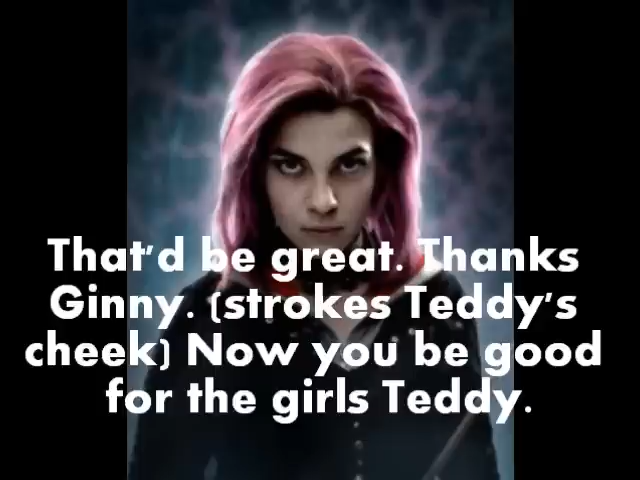 That'd be great. Thanks
Ginny. (strokes Teddy's
cheek) Now you be good
for the girls Teddy.